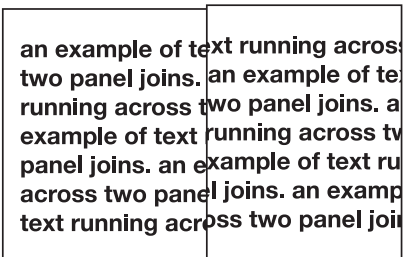 an example of text running across
two panel joins. an example of te
running across two panel joins. a
example of text running across tw
panel joins. an example of text ru
across two panel joins. an examp
text running across two panel join